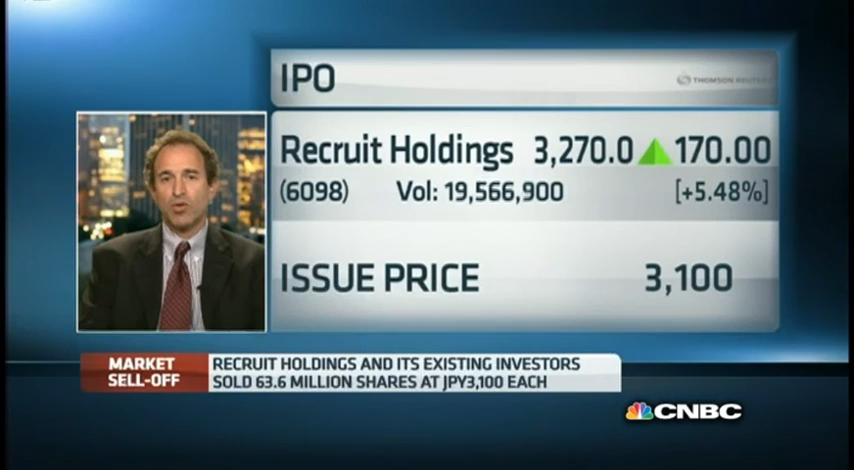 IPO
THOMSON REUTERS
Recruit Holdings 3,270.0 170.00
(6098) Vol: 19,566,900 [+5.48%]
ISSUE PRICE 3,100
MARKET
SELL-OFF
RECRUIT HOLDINGS AND ITS EXISTING INVESTORS
SOLD 63.6 MILLION SHARES AT JPY3,100 EACH
CNBC